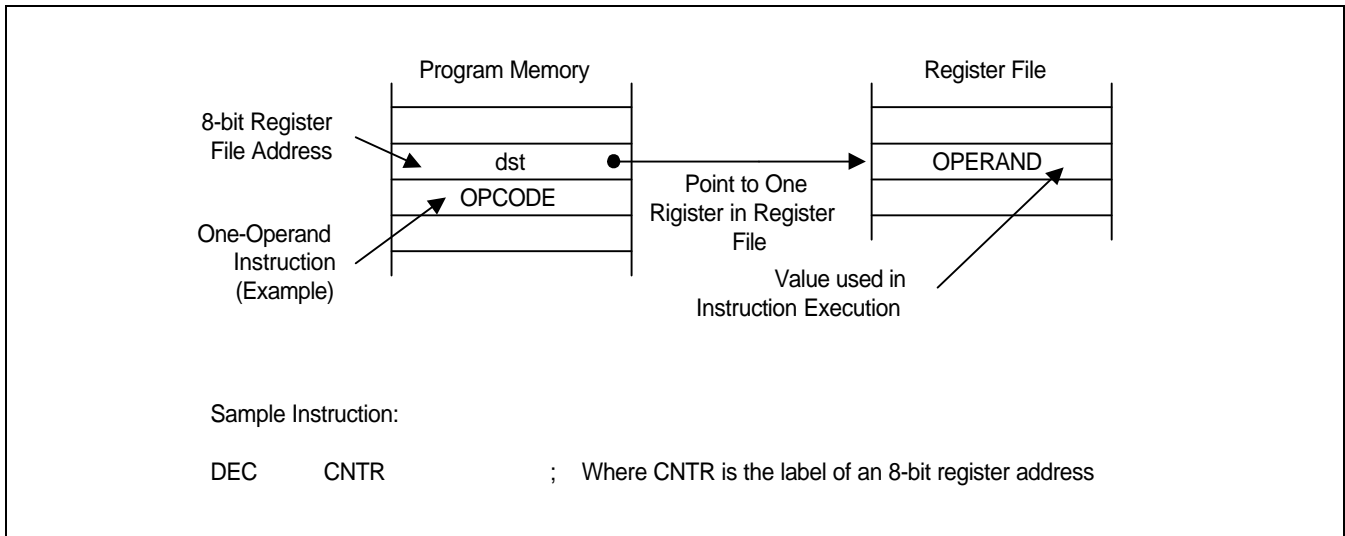 Program Memory
Register File
8-bit Register
File Address
dst
OPERAND
OPCODE
Point to One
Rigister in Register
File
One-Operand
Instruction
(Example)
Value used in
Instruction Execution
Sample Instruction:
DEC CNTR ; Where CNTR is the label of an 8-bit register address